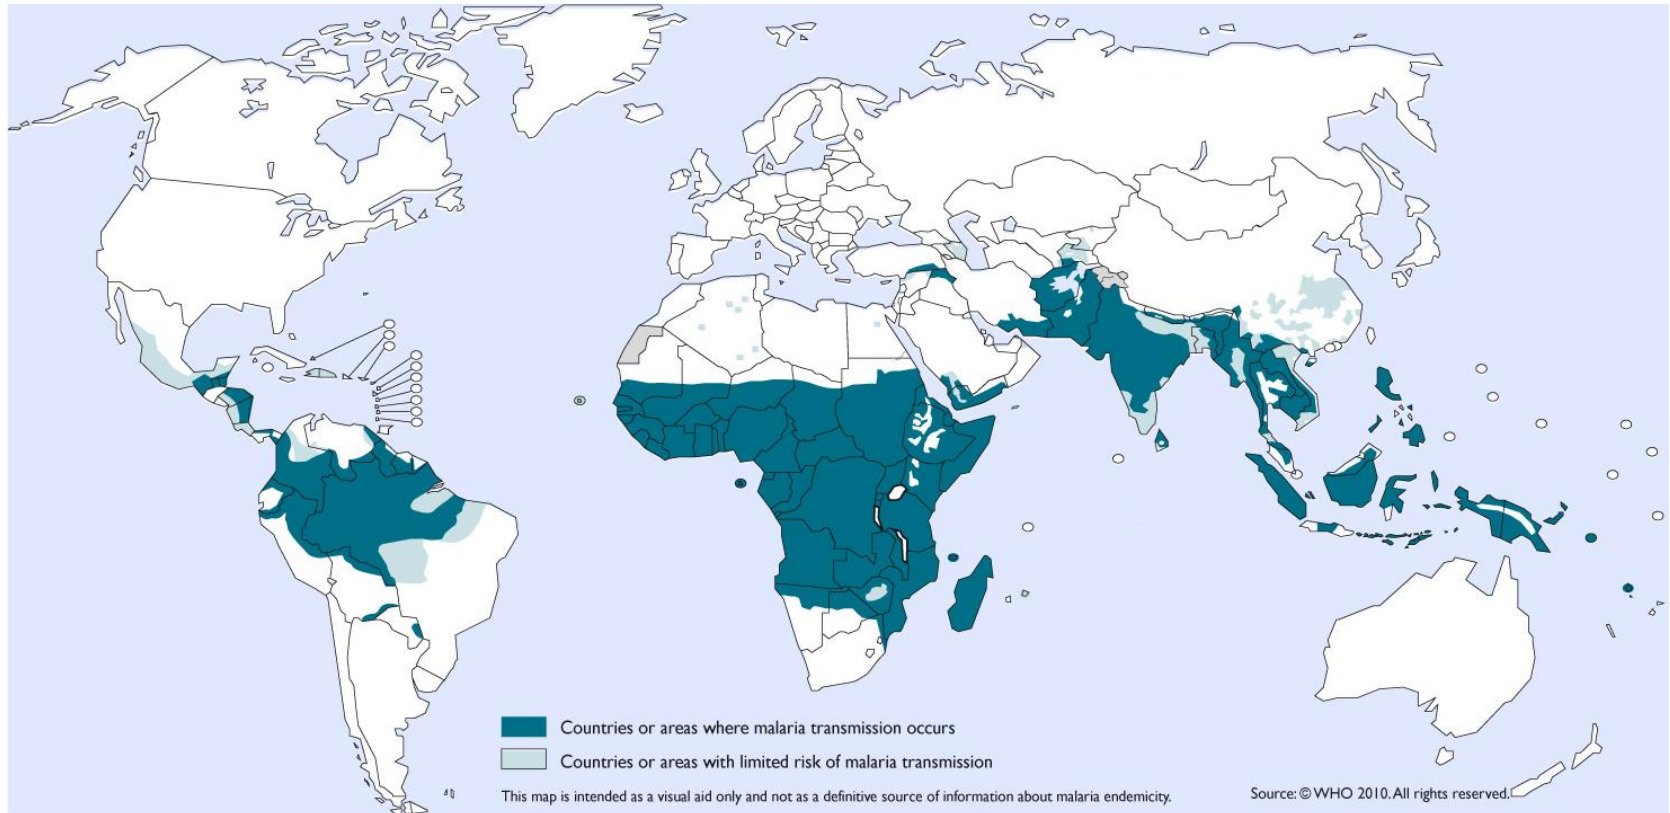 Countries or areas where malaria transmission occurs
Countries or areas with limited risk of malaria transmission
This map is intended as a visual aid only and not as a definitive source of information about malaria endemicity.
Source: © WHO 2010. All rights reserved.